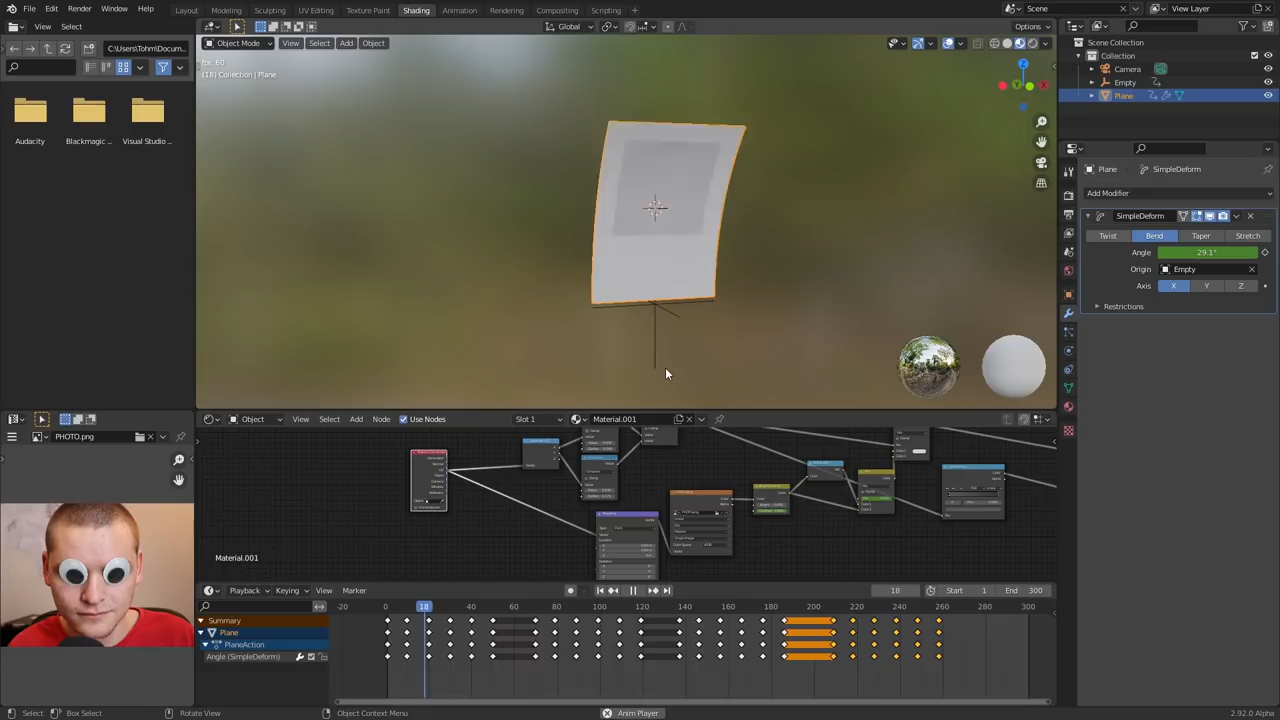 File Edit Render Window Help
Layout Modeling Sculpting UV Editing Texture Paint Shading Animation Rendering Compositing Scripting
Scene
View Layer
View Select
C:\Users\Tohm\Docum...
Audacity
Blackmagic ...
Visual Studio ...
Global
Options
Object Mode View Select Add Object
fps: 60
(18) Collection | Plane
Scene Collection
Collection
Camera
Empty
Plane
Plane SimpleDeform
Add Modifier
SimpleDeform
Twist Bend Taper Stretch
Angle 29.1°
Origin Empty
Axis X Y Z
Restrictions
PHOTO.png
Object View Select Add Node Use Nodes Slot 1 Material.001
Material.001
Playback Keying View Marker
18 Start 1 End 300
-20 0 18 40 60 80 100 120 140 160 180 200 220 240 260 280 300
Summary
Plane
PlaneAction
Angle (SimpleDeform)
Select Box Select Rotate View Object Context Menu Anim Player 2.92.0 Alpha